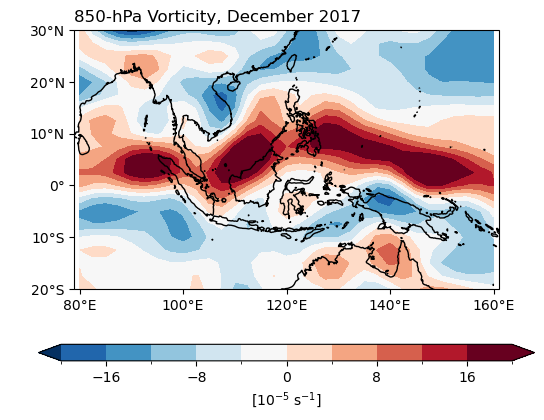 850-hPa Vorticity, December 2017
30°N
20°N
10°N
0°
10°S
20°S
80°E 100°E 120°E 140°E 160°E
−16 −8 0 8 16
[10⁻⁵ s⁻¹]